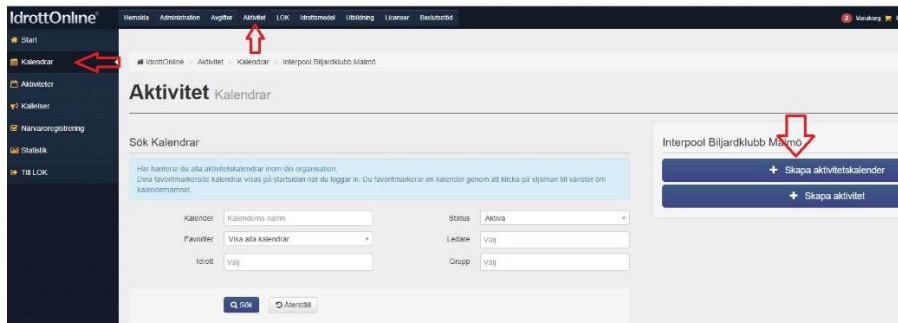 IdrottOnline
Hemsida Administration Avgifter Aktivitet LOK Idrottsmedel Utbildning Licenser Beslutsstöd
2 Varukorg
Start
Kalendrar
Aktiviteter
Kallelser
Närvaroregistrering
Statistik
Till LOK
IdrottOnline Aktivitet Kalendrar Interpool Biljardklubb Malmö
Aktivitet Kalendrar
Sök Kalendrar
Här hanterar du alla aktivitetskalendrar inom din organisation.
Dina favoritmarkerade kalendrar visas på startsidan när du loggar in. Du favoritmarkerar en kalender genom att klicka på stjärnan till vänster om
kalendernamnet.
Kalender Kalenderns namn Status Aktiva
Favoriter Visa alla kalendrar Ledare Välj
Idrott Välj Grupp Välj
Sök Återställ
Interpool Biljardklubb Malmö
+ Skapa aktivitetskalender
+ Skapa aktivitet